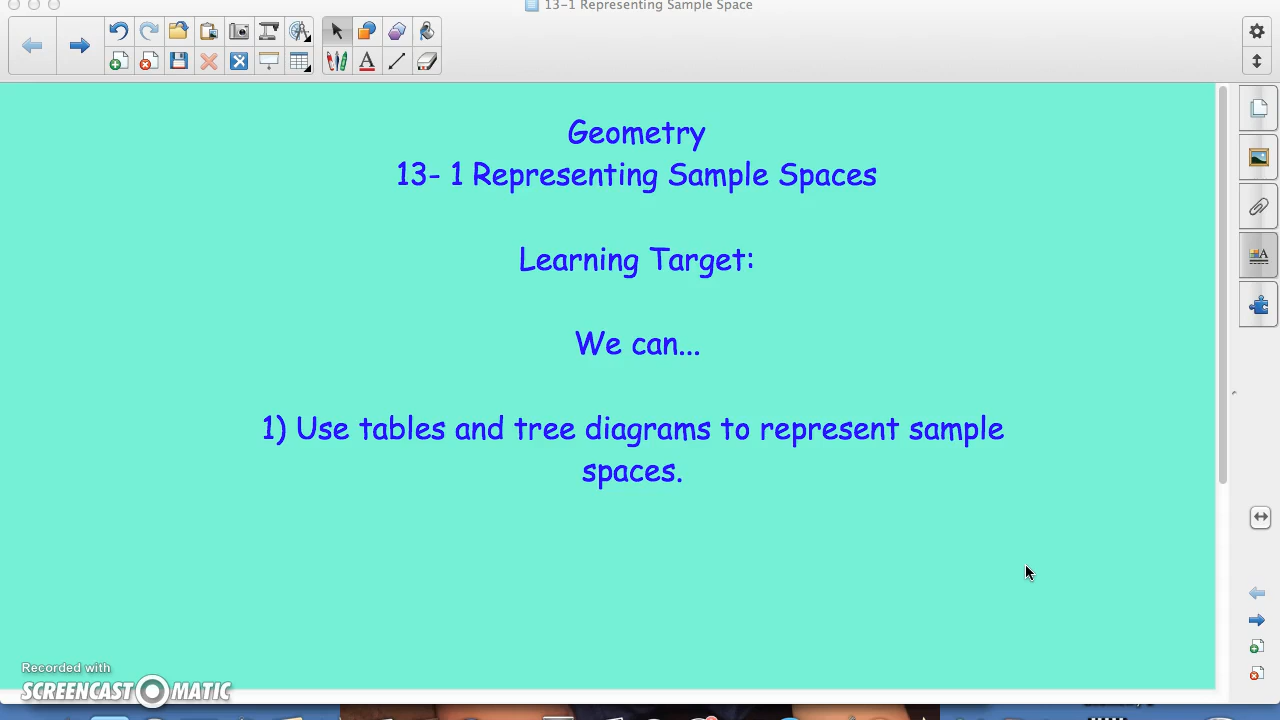 13-1 Representing Sample Space
Geometry
13- 1 Representing Sample Spaces
Learning Target:
We can...
1) Use tables and tree diagrams to represent sample
spaces.
Recorded with
SCREENCAST-O-MATIC